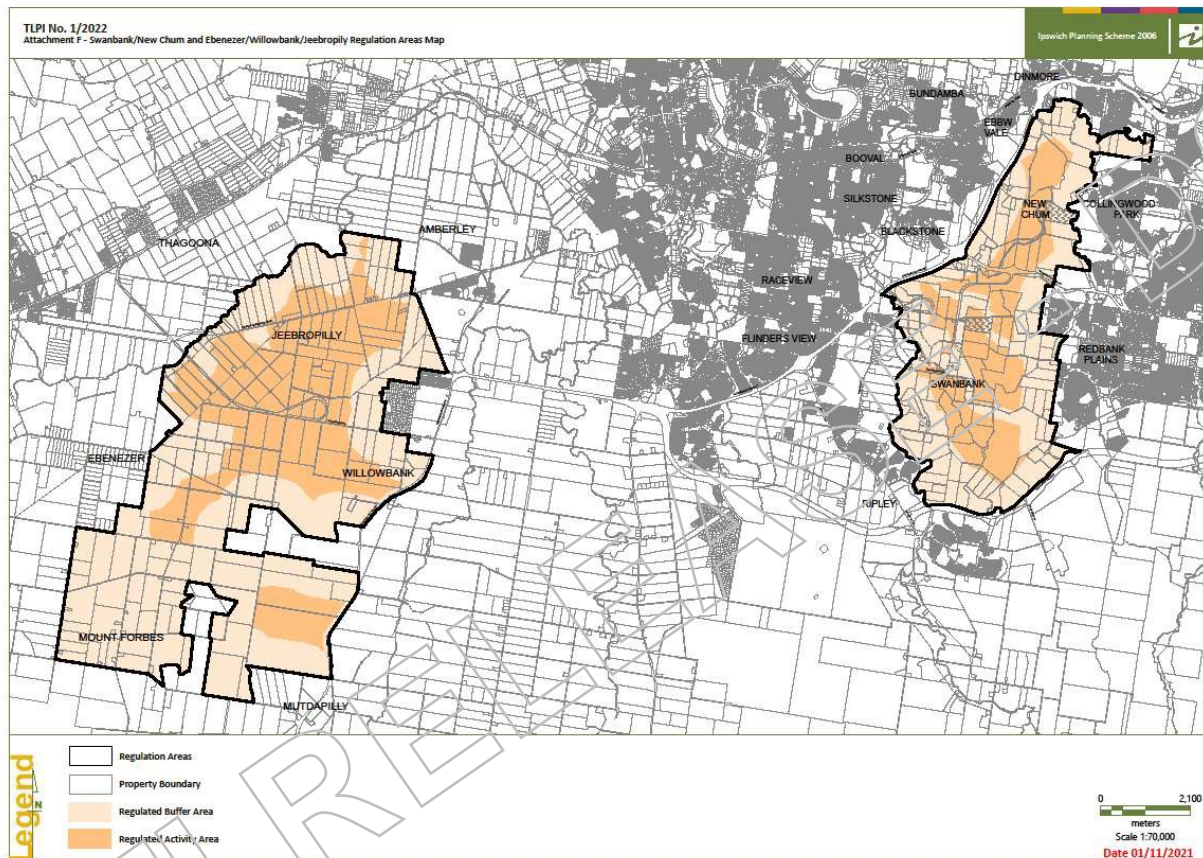 TLPI No. 1/2022
Attachment F - Swanbank/New Chum and Ebenezer/Willowbank/Jeebropily Regulation Areas Map
Ipswich Planning Scheme 2006
DINMORE
BUNDAMBA
EBBW
VALE
BOOVAL
SILKSTONE
NEW
CHUM
COLLINGWOOD
PARK
BLACKSTONE
THAGOONA
AMBERLEY
RACEVIEW
JEEBROPILLY
FLINDERS VIEW
REDBANK
PLAINS
SWANBANK
EBENEZER
WILLOWBANK
RIPLEY
MOUNT FORBES
MUTDAPILLY
RELEASE
Legend
N
Regulation Areas
Property Boundary
Regulated Buffer Area
Regulated Activity Area
0 2,100
meters
Scale 1:70,000
Date 01/11/2021